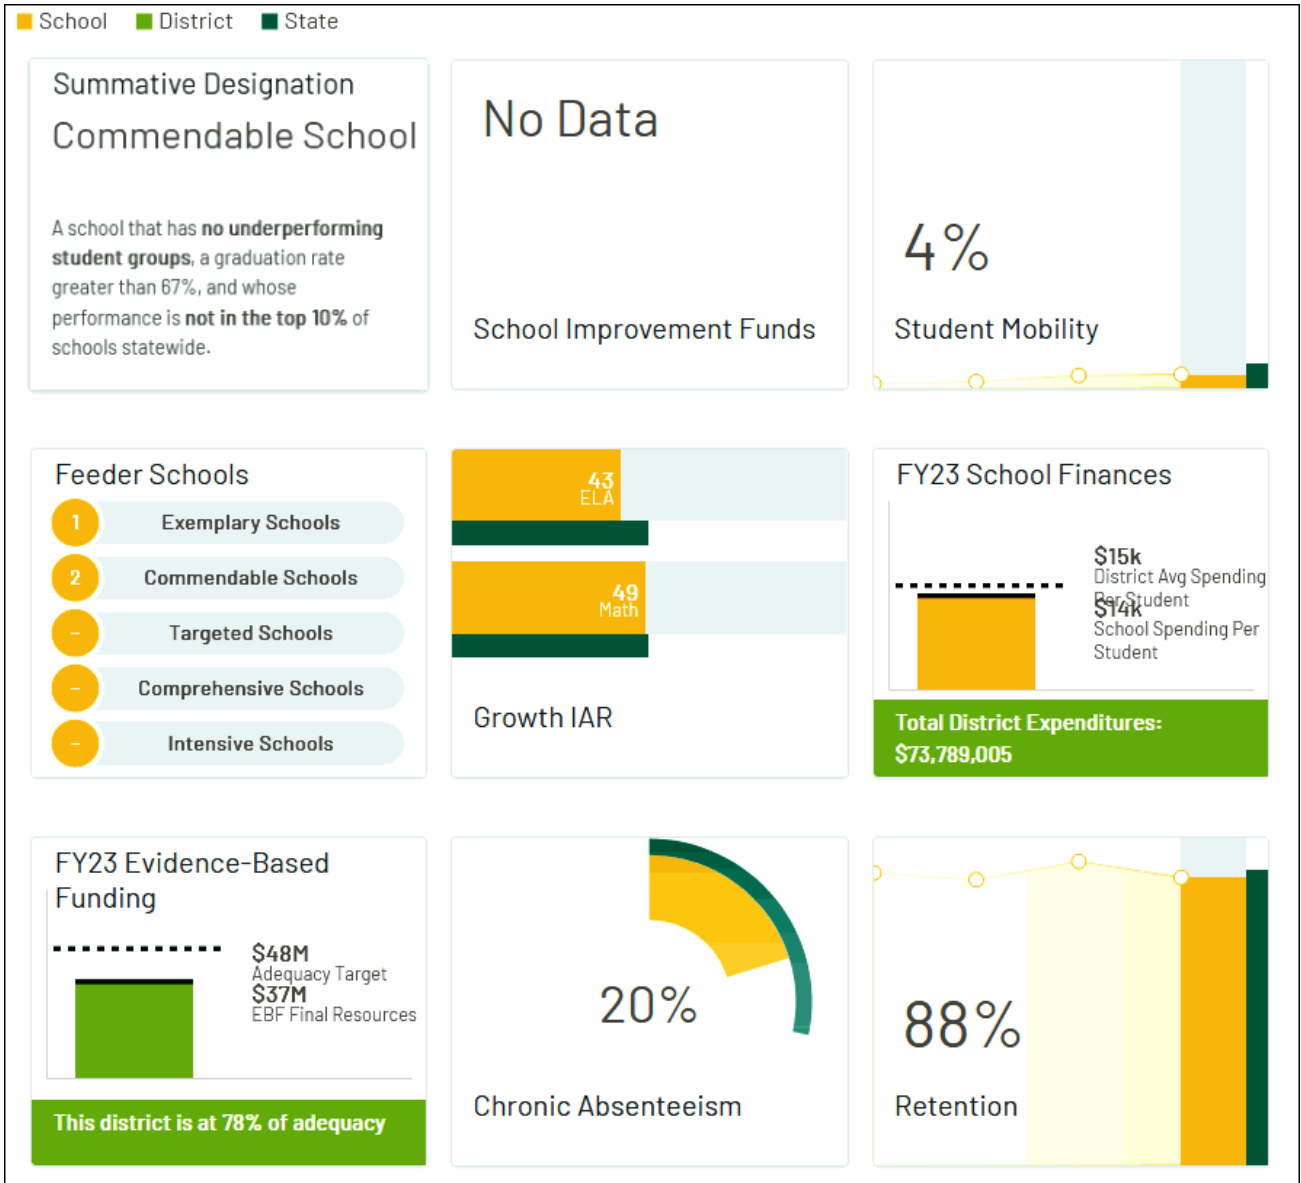 School District State
Summative Designation
Commendable School
A school that has no underperforming
student groups, a graduation rate
greater than 67%, and whose
performance is not in the top 10% of
schools statewide.
No Data
School Improvement Funds
4%
Student Mobility
Feeder Schools
1 Exemplary Schools
2 Commendable Schools
– Targeted Schools
– Comprehensive Schools
– Intensive Schools
43
ELA
49
Math
Growth IAR
FY23 School Finances
$15k
District Avg Spending
Per Student
$14k
School Spending Per
Student
Total District Expenditures:
$73,789,005
FY23 Evidence-Based
Funding
$48M
Adequacy Target
$37M
EBF Final Resources
This district is at 78% of adequacy
20%
Chronic Absenteeism
88%
Retention